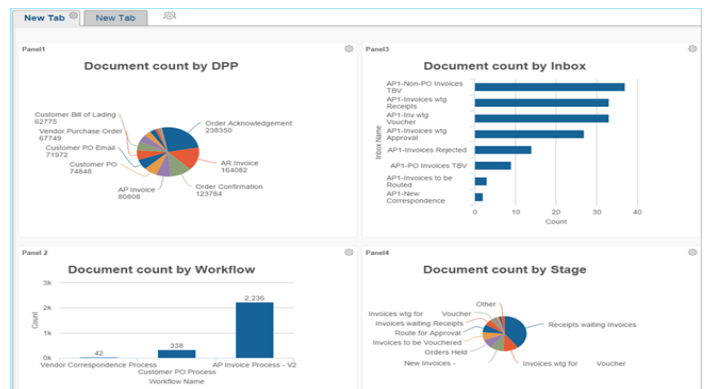 New Tab
New Tab
Panel1
Document count by DPP
Customer Bill of Lading
62775
Vendor Purchase Order
67749
Customer PO Email
71972
Customer PO
74848
AP Invoice
80808
Order Acknowledgement
238350
AR Invoice
164082
Order Confirmation
123784
Panel3
Document count by Inbox
Inbox Name
AP1-Non-PO Invoices
TBV
AP1-Invoices wtg
Receipts
AP1-Inv wtg
Voucher
AP1-Invoices wtg
Approval
AP1-Invoices Rejected
AP1-PO Invoices TBV
AP1-Invoices to be
Routed
AP1-New
Correspondence
0 10 20 30 40
Count
Panel 2
Document count by Workflow
Count
3k
2k
1k
0k
42
338
2,236
Vendor Correspondence Process
Customer PO Process
AP Invoice Process - V2
Workflow Name
Panel4
Document count by Stage
Other
Invoices wtg for Voucher
Invoices waiting Receipts
Route for Approval
Invoices to be Vouchered
Orders Held
New Invoices -
Receipts waiting Invoices
Invoices wtg for Voucher